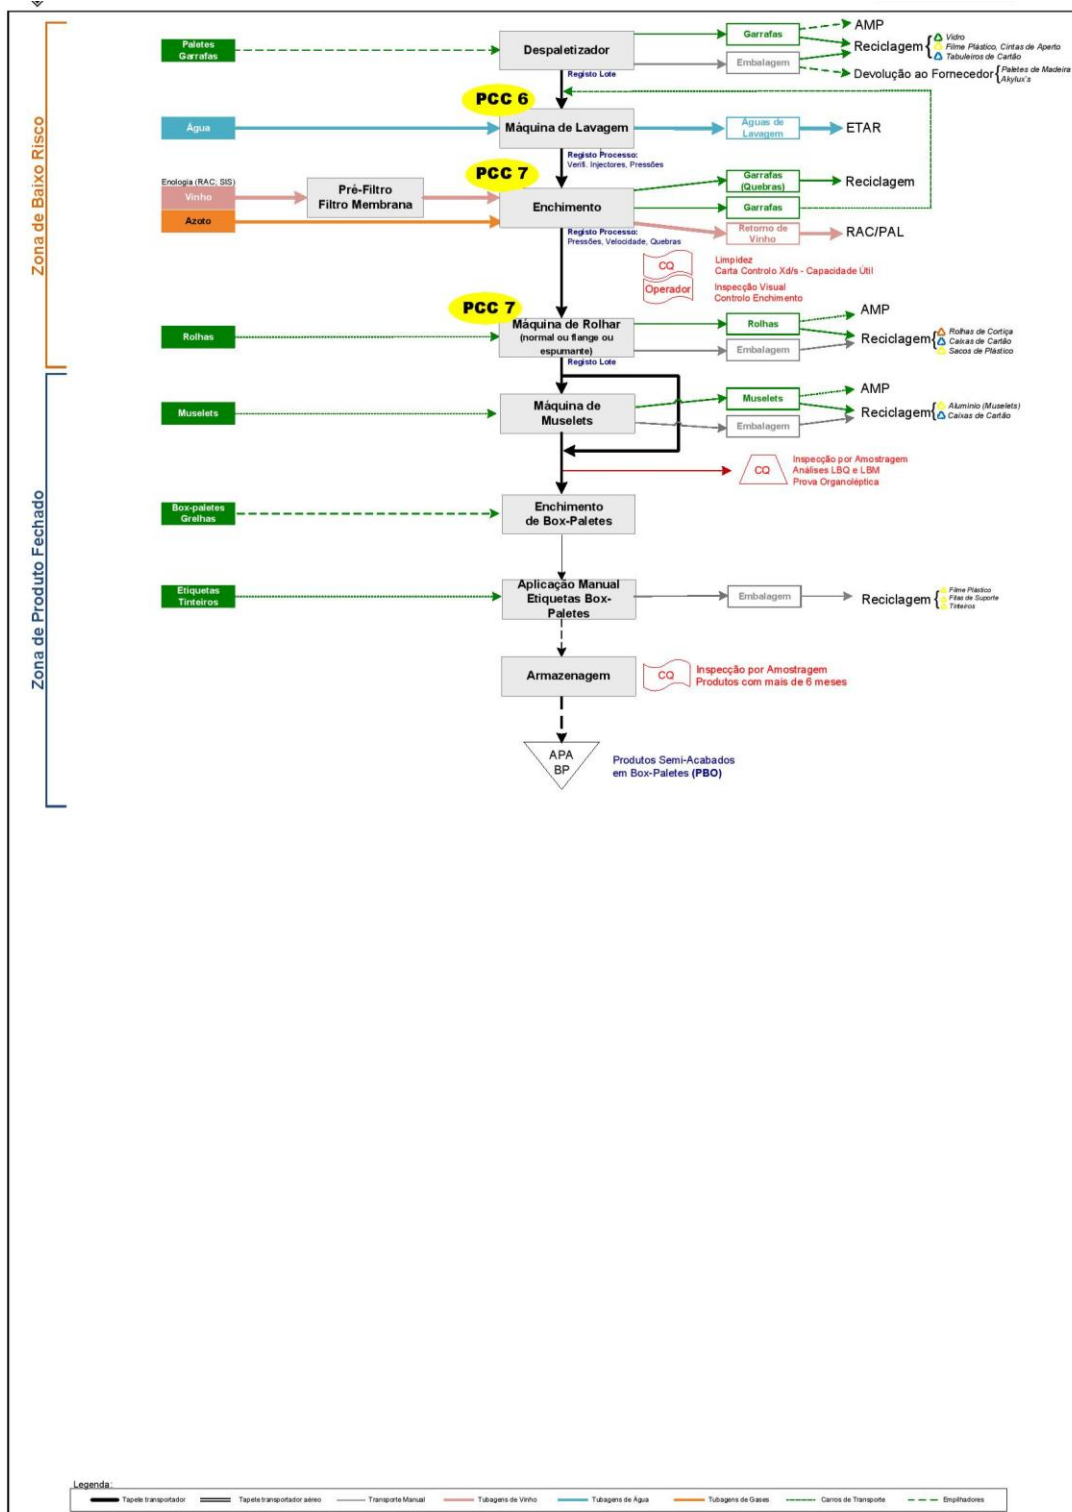 Zona de Baixo Risco
Paletes
Garrafas
Despaletizador
Registo Lote
Garrafas
Embalagem
AMP
Reciclagem
Vidro
Filme Plástico, Cintas de Aperto
Tabuleiros de Cartão
Devolução ao Fornecedor
Paletes de Madeira
Akylux's
PCC 6
Água
Máquina de Lavagem
Águas de
Lavagem
ETAR
Registo Processo:
Verifi. Injectores, Pressões
PCC 7
Enologia (RAC; SIS)
Vinho
Azoto
Pré-Filtro
Filtro Membrana
Enchimento
Garrafas
(Quebras)
Reciclagem
Garrafas
Retorno de
Vinho
RAC/PAL
Registo Processo:
Pressões, Velocidade, Quebras
CQ
Limpidez
Carta Controlo Xd/s - Capacidade Útil
Operador
Inspecção Visual
Controlo Enchimento
PCC 7
Rolhas
Máquina de Rolhar
(normal ou flange ou
espumante)
Registo Lote
Rolhas
Embalagem
AMP
Reciclagem
Rolhas de Cortiça
Caixas de Cartão
Sacos de Plástico
Zona de Produto Fechado
Muselets
Máquina de
Muselets
Muselets
Embalagem
AMP
Reciclagem
Alumínio (Muselets)
Caixas de Cartão
CQ
Inspecção por Amostragem
Análises LBQ e LBM
Prova Organoléptica
Box-paletes
Grelhas
Enchimento
de Box-Paletes
Etiquetas
Tinteiros
Aplicação Manual
Etiquetas Box-
Paletes
Embalagem
Reciclagem
Filme Plástico
Fitas de Suporte
Tinteiros
Armazenagem
CQ
Inspecção por Amostragem
Produtos com mais de 6 meses
APA
BP
Produtos Semi-Acabados
em Box-Paletes (PBO)
Legenda:
Tapete transportador
Tapete transportador aéreo
Transporte Manual
Tubagens de Vinho
Tubagens de Água
Tubagens de Gases
Carros de Transporte
Empilhadores